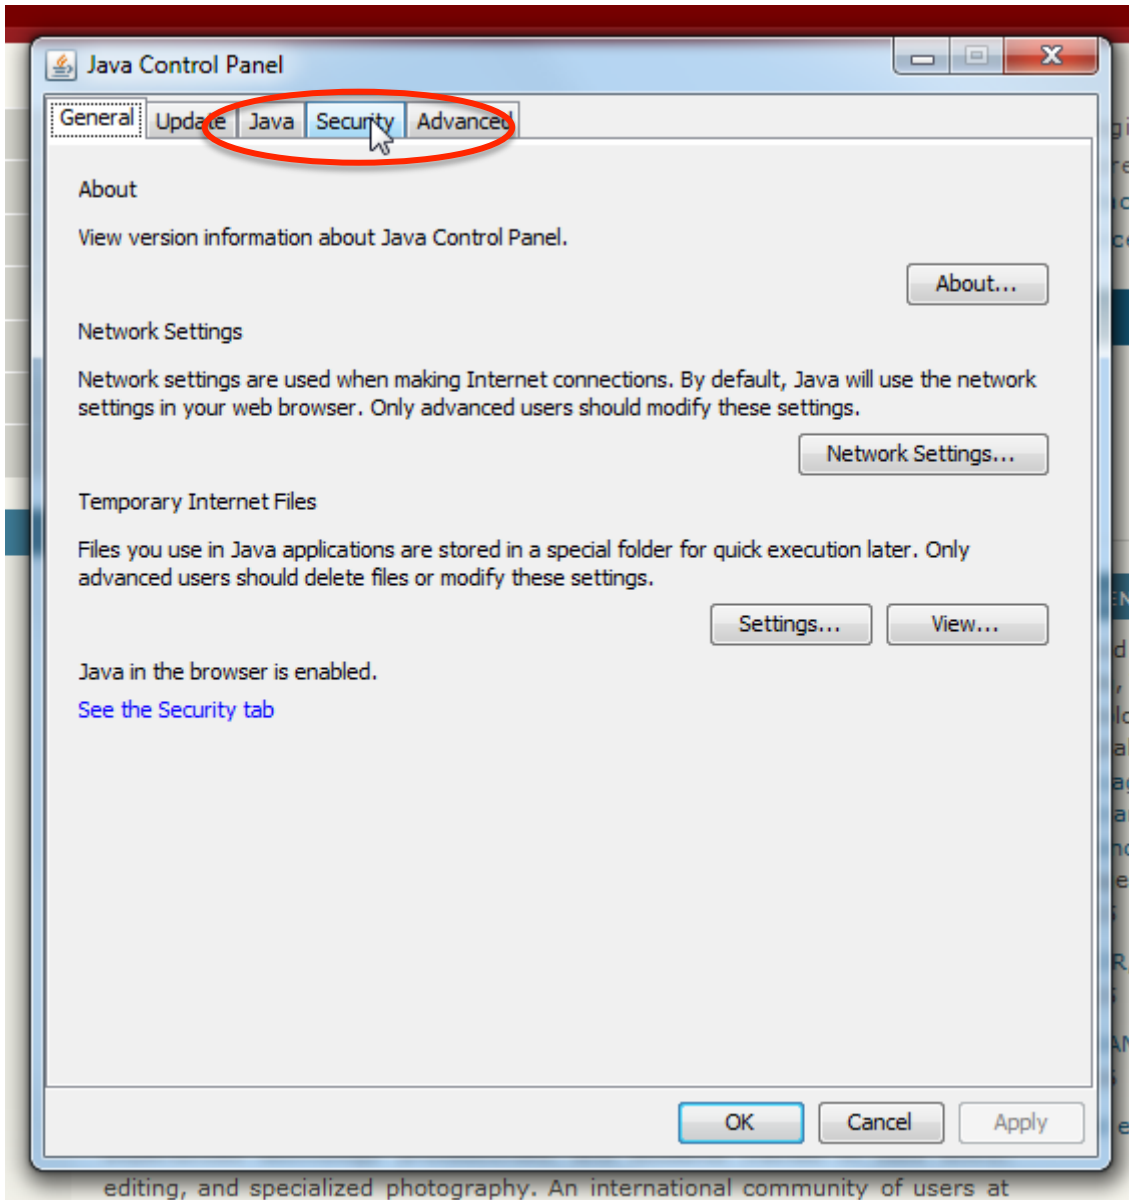 Java Control Panel
General Update Java Security Advanced
About
View version information about Java Control Panel.
About...
Network Settings
Network settings are used when making Internet connections. By default, Java will use the network
settings in your web browser. Only advanced users should modify these settings.
Network Settings...
Temporary Internet Files
Files you use in Java applications are stored in a special folder for quick execution later. Only
advanced users should delete files or modify these settings.
Settings... View...
Java in the browser is enabled.
See the Security tab
OK Cancel Apply
editing, and specialized photography. An international community of users at